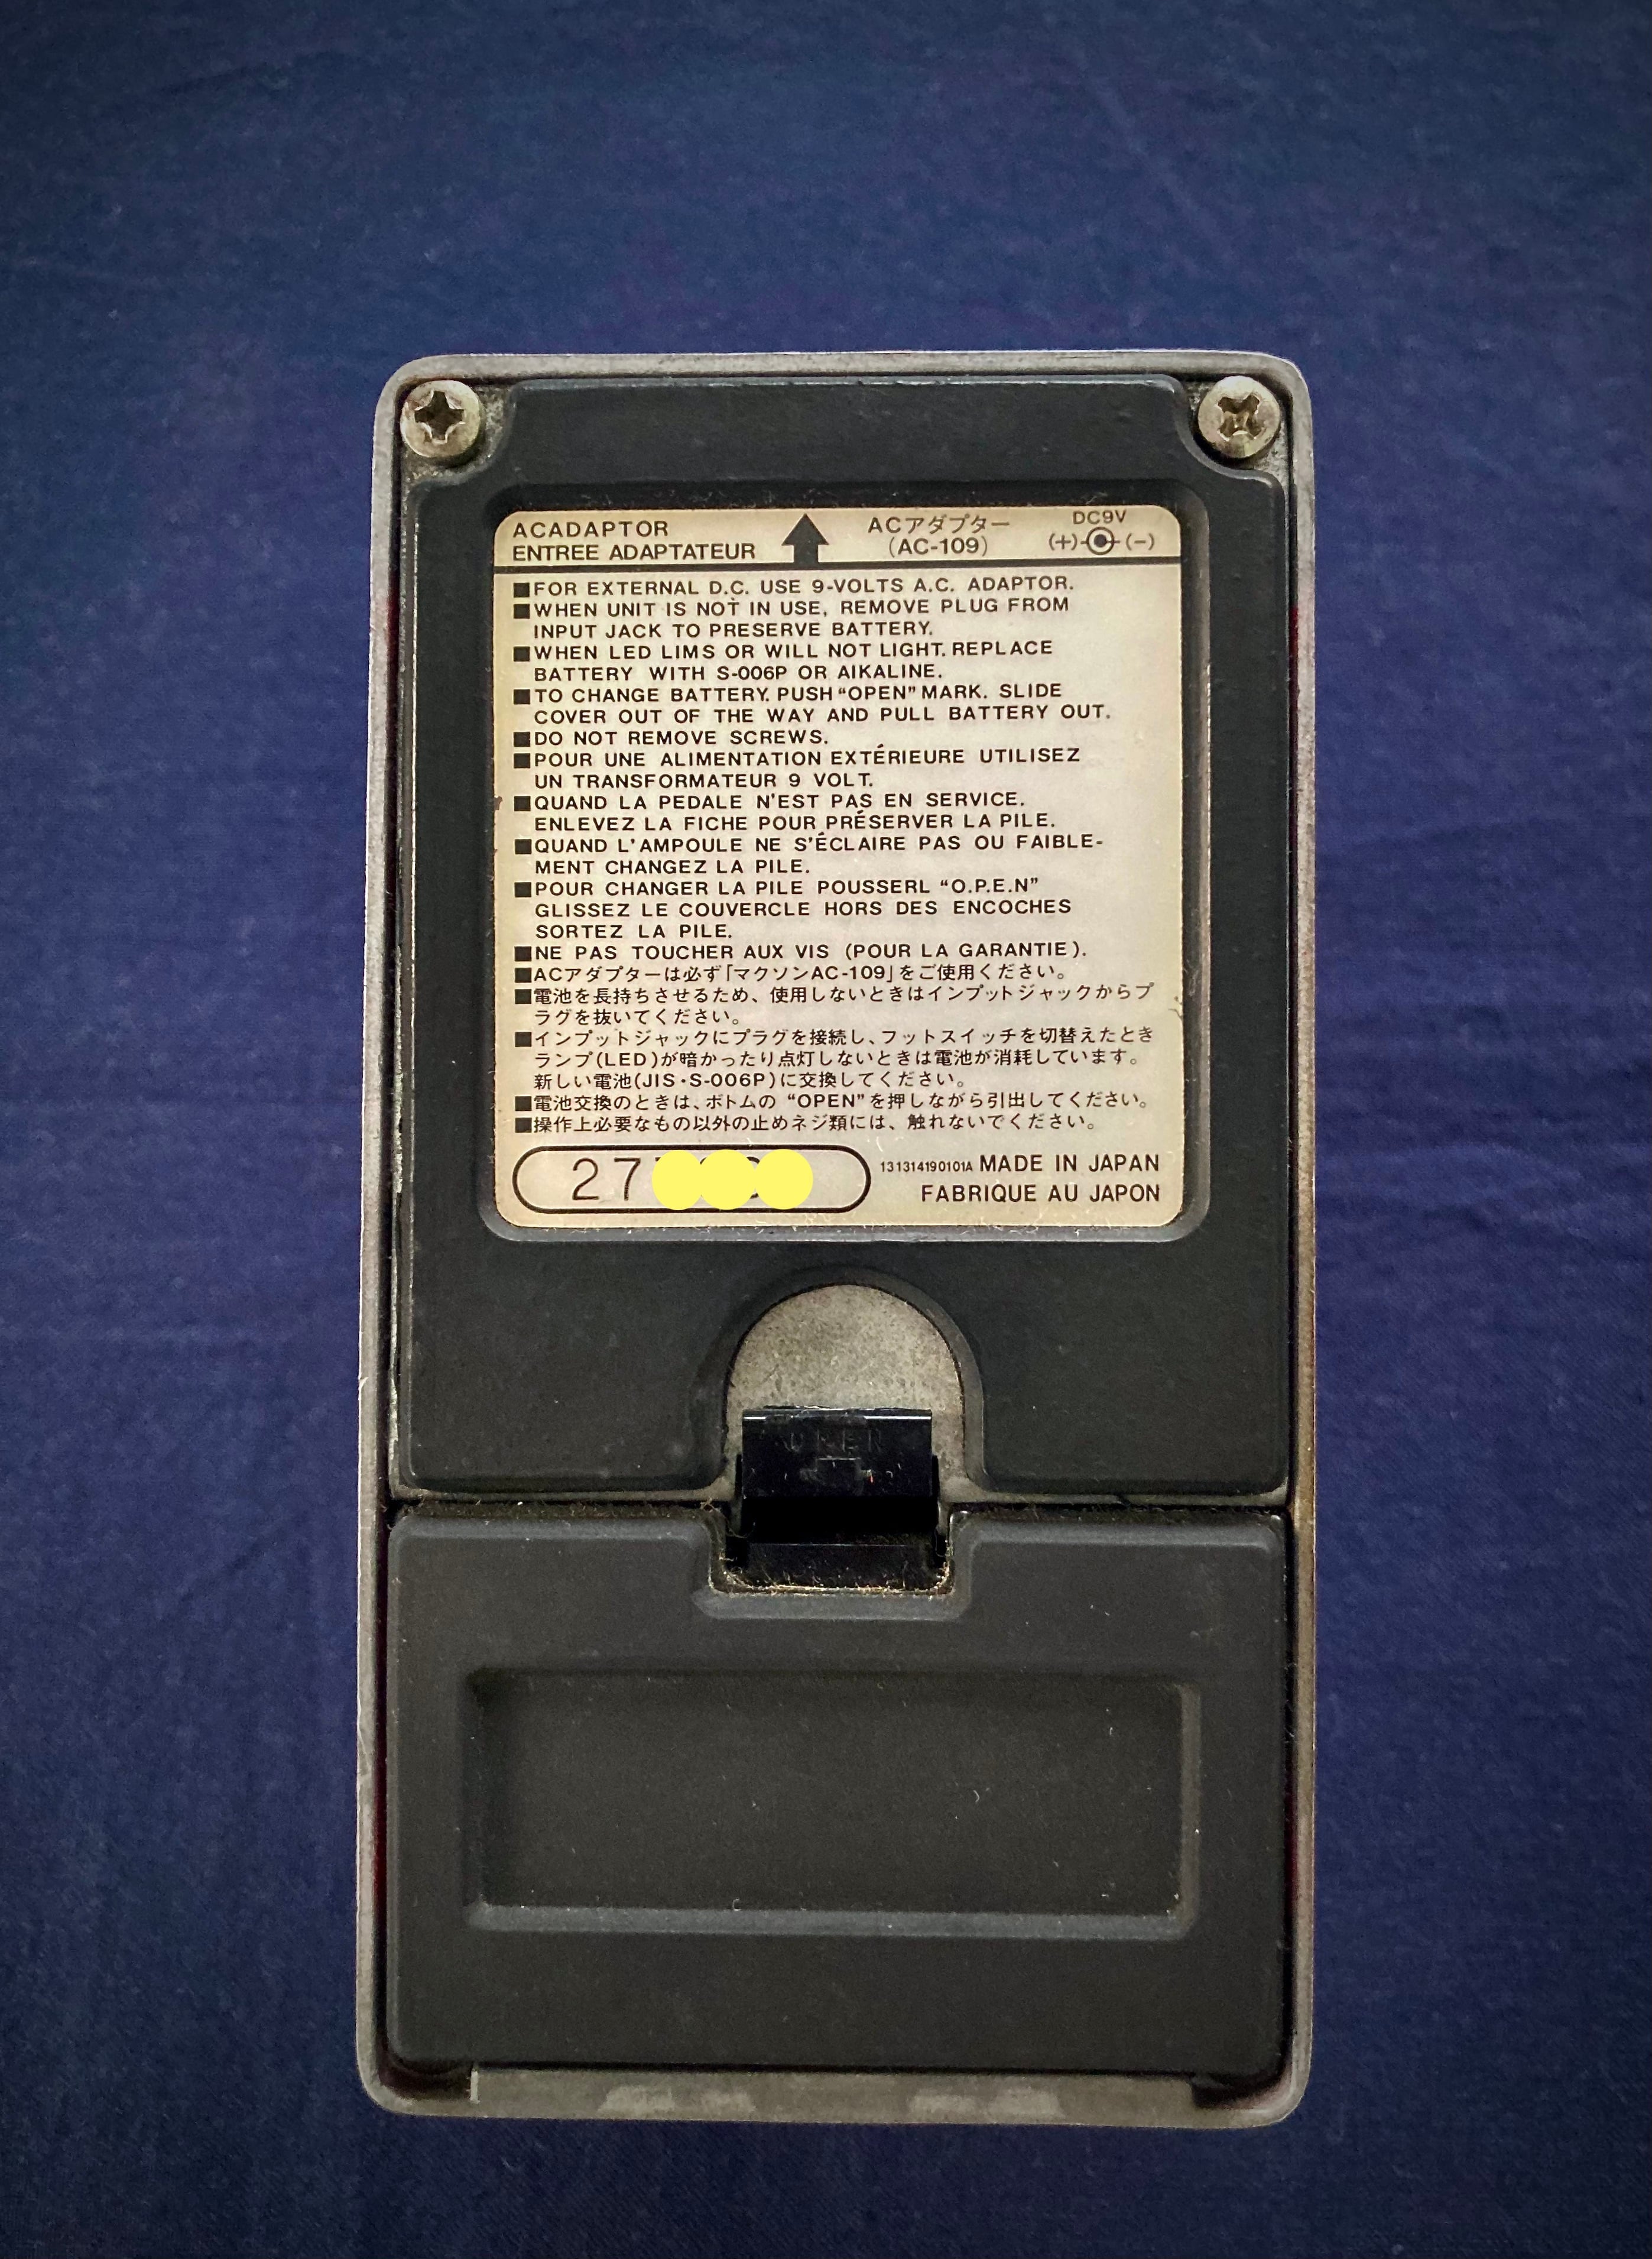 ACADAPTOR
ENTREE ADAPTATEUR
ACアダプター
(AC-109)
DC9V
(+) (-)
■FOR EXTERNAL D.C. USE 9-VOLTS A.C. ADAPTOR.
■WHEN UNIT IS NOT IN USE, REMOVE PLUG FROM
INPUT JACK TO PRESERVE BATTERY.
■WHEN LED LIMS OR WILL NOT LIGHT. REPLACE
BATTERY WITH S-006P OR AIKALINE.
■TO CHANGE BATTERY. PUSH "OPEN" MARK. SLIDE
COVER OUT OF THE WAY AND PULL BATTERY OUT.
■DO NOT REMOVE SCREWS.
■POUR UNE ALIMENTATION EXTÉRIEURE UTILISEZ
UN TRANSFORMATEUR 9 VOLT.
■QUAND LA PEDALE N'EST PAS EN SERVICE.
ENLEVEZ LA FICHE POUR PRÉSERVER LA PILE.
■QUAND L'AMPOULE NE S'ÉCLAIRE PAS OU FAIBLE-
MENT CHANGEZ LA PILE.
■POUR CHANGER LA PILE POUSSERL "O.P.E.N"
GLISSEZ LE COUVERCLE HORS DES ENCOCHES
SORTEZ LA PILE.
■NE PAS TOUCHER AUX VIS (POUR LA GARANTIE).
■ACアダプターは必ず「マクソンAC-109」をご使用ください。
■電池を長持ちさせるため、使用しないときはインプットジャックからプ
ラグを抜いてください。
■インプットジャックにプラグを接続し、フットスイッチを切替えたとき
ランプ(LED)が暗かったり点灯しないときは電池が消耗しています。
新しい電池(JIS・S-006P)に交換してください。
■電池交換のときは、ボトムの "OPEN"を押しながら引出してください。
■操作上必要なもの以外の止めネジ類には、触れないでください。
27
131314190101A MADE IN JAPAN
FABRIQUE AU JAPON
OPEN